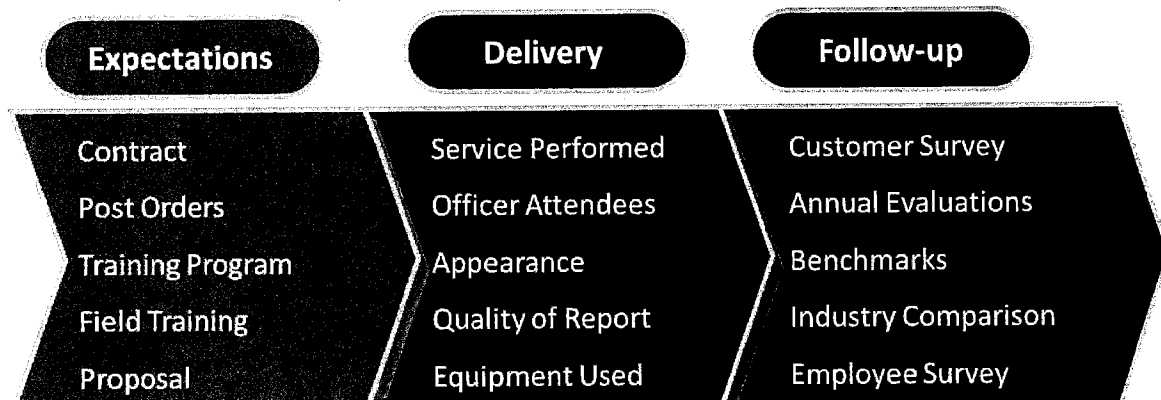 Expectations
Contract
Post Orders
Training Program
Field Training
Proposal
Delivery
Service Performed
Officer Attendees
Appearance
Quality of Report
Equipment Used
Follow-up
Customer Survey
Annual Evaluations
Benchmarks
Industry Comparison
Employee Survey